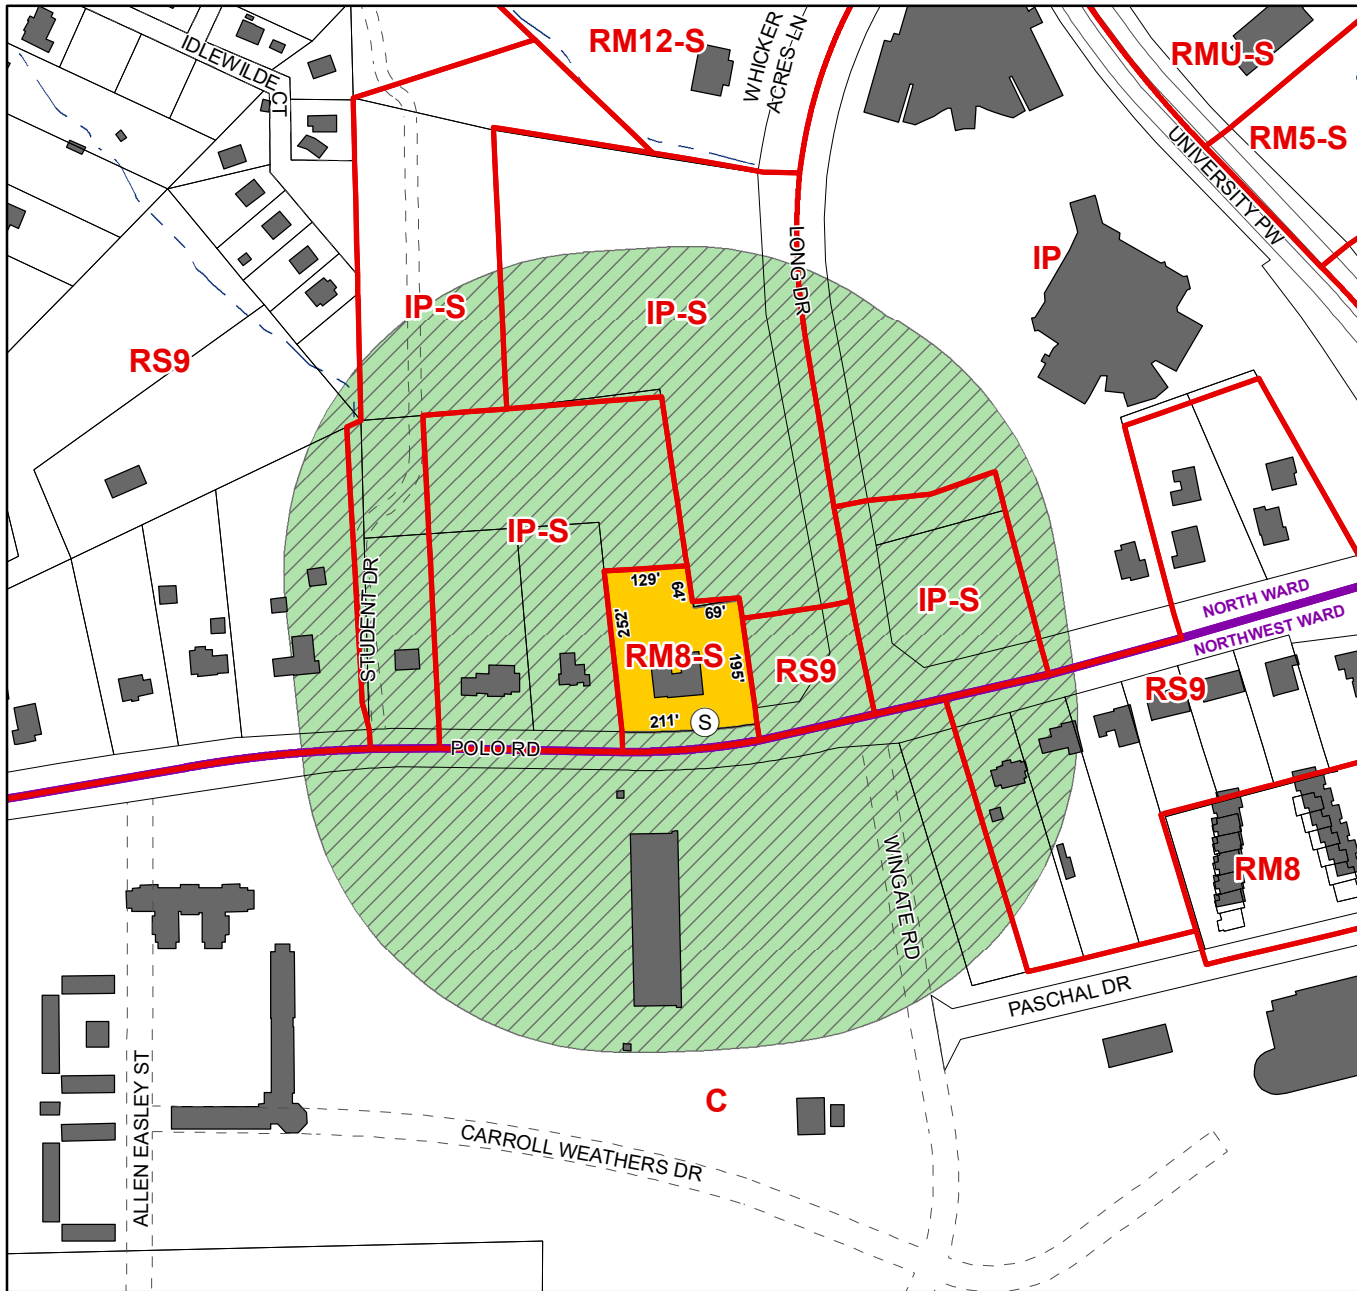 IDLEWILDE CT
RM12-S
WHICKER
ACRES LN
RMU-S
RM5-S
UNIVERSITY PW
LONG DR
IP
IP-S
IP-S
RS9
IP-S
STUDENT DR
129'
64'
69'
252'
195'
RM8-S
211'
S
RS9
IP-S
NORTH WARD
NORTHWEST WARD
RS9
POLO RD
WINGATE RD
RM8
PASCHAL DR
C
CARROLL WEATHERS DR
ALLEN EASLEY ST